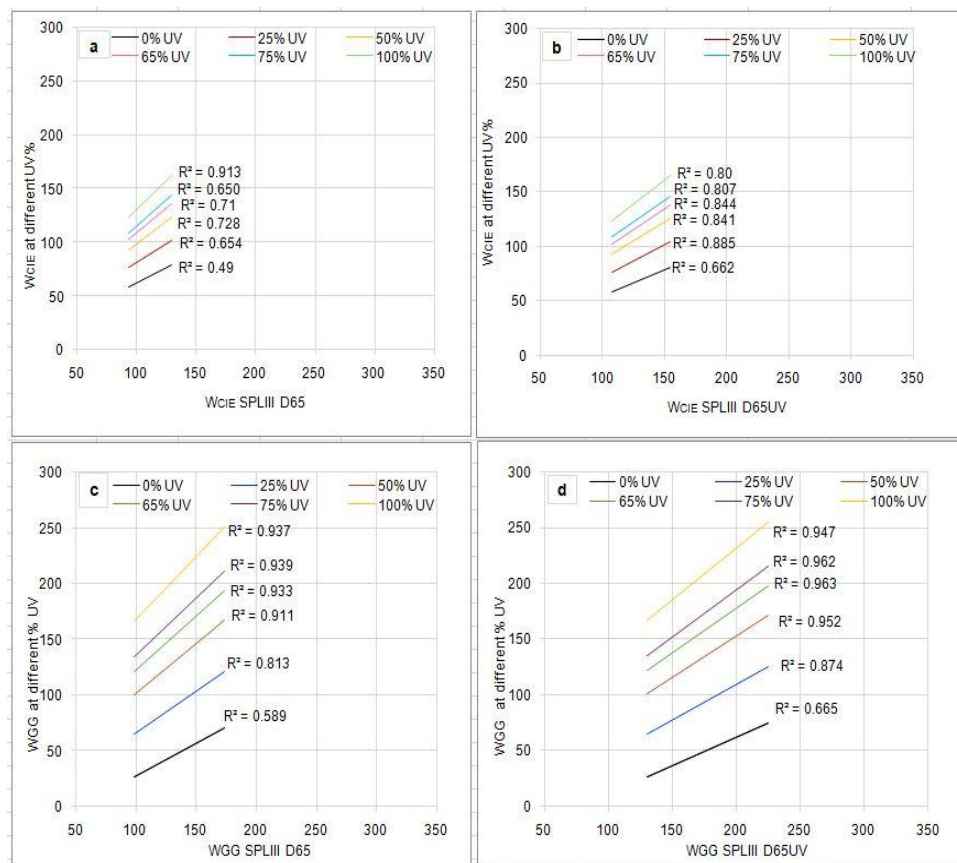 a
0% UV 25% UV 50% UV
65% UV 75% UV 100% UV
300
250
200
150
100
50
0
WCIE at different UV%
R² = 0.913
R² = 0.650
R² = 0.71
R² = 0.728
R² = 0.654
R² = 0.49
50 100 150 200 250 300 350
WCIE SPLIII D65
b
0% UV 25% UV 50% UV
65% UV 75% UV 100% UV
300
250
200
150
100
50
0
WCIE at different UV%
R² = 0.80
R² = 0.807
R² = 0.844
R² = 0.841
R² = 0.885
R² = 0.662
50 100 150 200 250 300 350
WCIE SPLIII D65UV
c
0% UV 25% UV 50% UV
65% UV 75% UV 100% UV
300
250
200
150
100
50
0
WGG at different % UV
R² = 0.937
R² = 0.939
R² = 0.933
R² = 0.911
R² = 0.813
R² = 0.589
50 100 150 200 250 300 350
WGG SPLIII D65
d
0% UV 25% UV 50% UV
65% UV 75% UV 100% UV
300
250
200
150
100
50
0
WGG at different % UV
R² = 0.947
R² = 0.962
R² = 0.963
R² = 0.952
R² = 0.874
R² = 0.665
50 100 150 200 250 300 350
WGG SPLIII D65UV